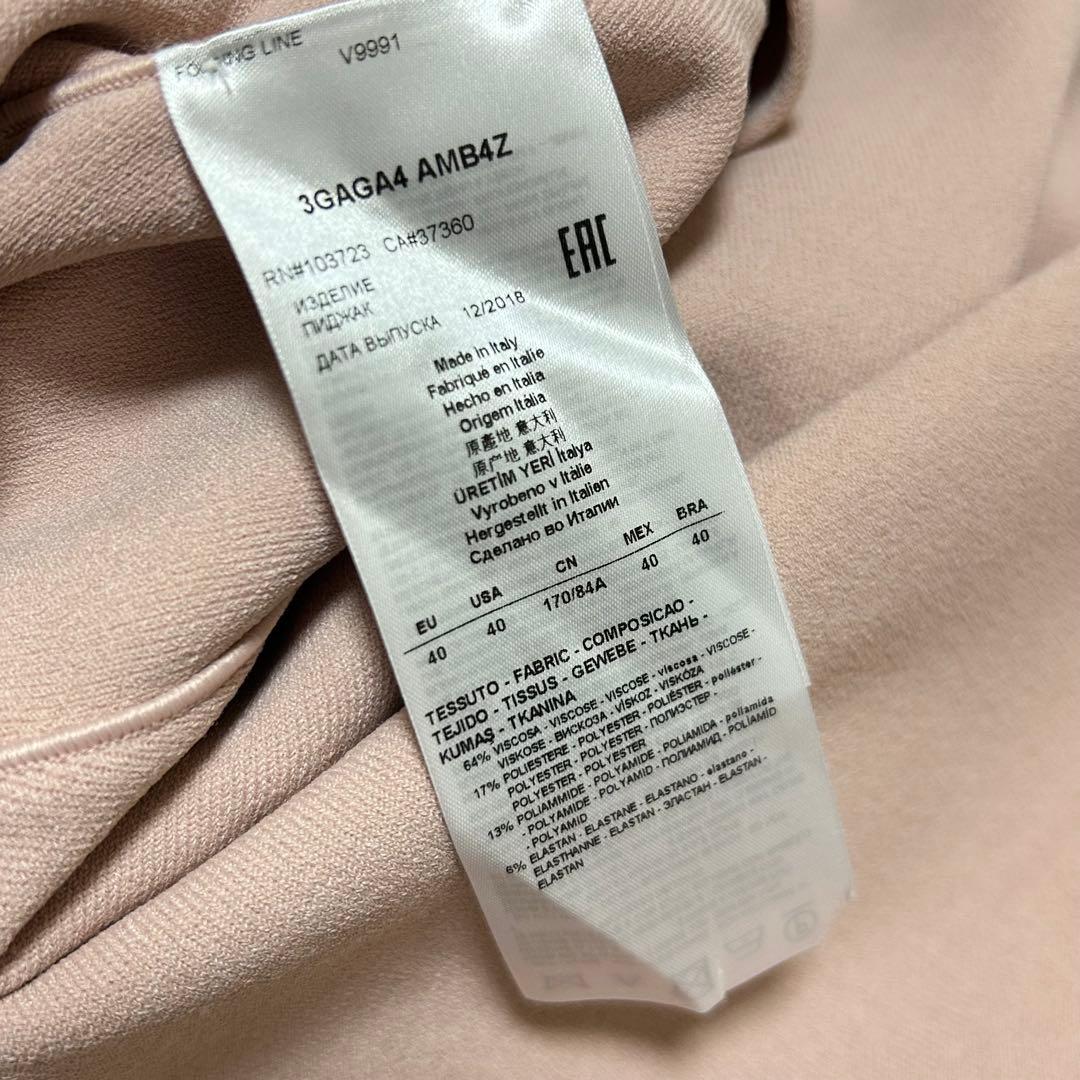 FOLDING LINE
V9991
3GAGA4 AMB4Z
RN#103723 CA#37360
EAC
ИЗДЕЛИЕ
ПИДЖАК
ДАТА ВЫПУСКА 12/2018
Made in Italy
Fabriqué en Italie
Hecho en Italia
Origem Itália
原產地 意大利
原产地 意大利
ÜRETİM YERİ İtalya
Vyrobeno v Itálie
Hergestellt in Italien
Сделано во Италии
EU USA CN MEX BRA
40 40 170/84A 40 40
TESSUTO - FABRIC - COMPOSICAO -
TEJIDO - TISSUS - GEWEBE - ТКАНЬ -
KUMAŞ - TKANINA
64% VISCOSA - VISCOSE - VISCOSE - viscosa - VISCOSE -
VISKOSE - ВИСКОЗА - VİSKOZ - VISKÓZA
17% POLIESTERE - POLYESTER - POLIÉSTER - poliéster -
POLYESTER - POLYESTER - ПОЛИЭСТЕР -
POLYESTER - POLYESTER
13% POLIAMMIDE - POLYAMIDE - POLIAMIDA - poliamida
- POLYAMIDE - POLYAMID - ПОЛИАМИД - POLİAMİD
- POLYAMID
6% ELASTAN - ELASTANE - ELASTANO - elastano -
ELASTHANNE - ELASTAN - ЭЛАСТАН - ELASTAN -
ELASTAN